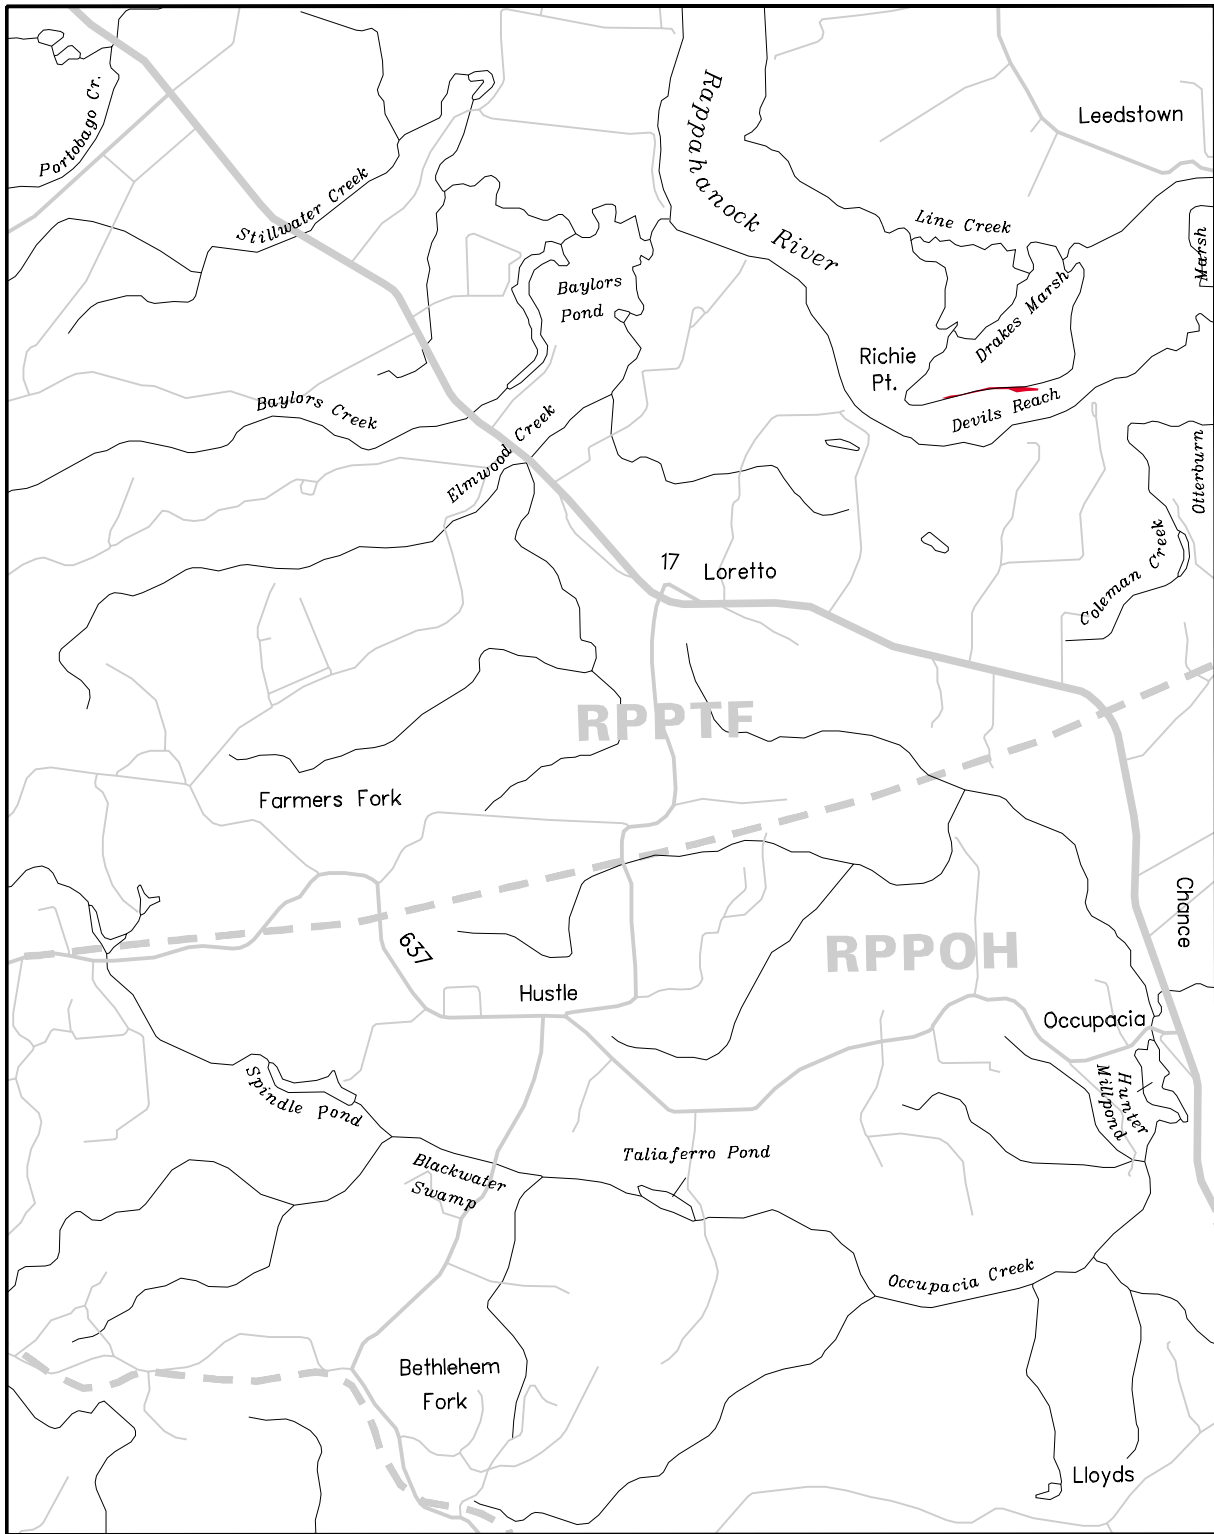 Portobago Cr.
Rappahanock River
Leedstown
Stillwater Creek
Line Creek
Marsh
Baylors
Pond
Drakes Marsh
Richie
Pt.
Devils Reach
Baylors Creek
Elmwood Creek
Otterburn
Coleman Creek
17
Loretto
RPPTF
Farmers Fork
Chance
637
RPPOH
Hustle
Occupacia
Hunter
Millpond
Spindle Pond
Taliaferro Pond
Blackwater
Swamp
Occupacia Creek
Bethlehem
Fork
Lloyds